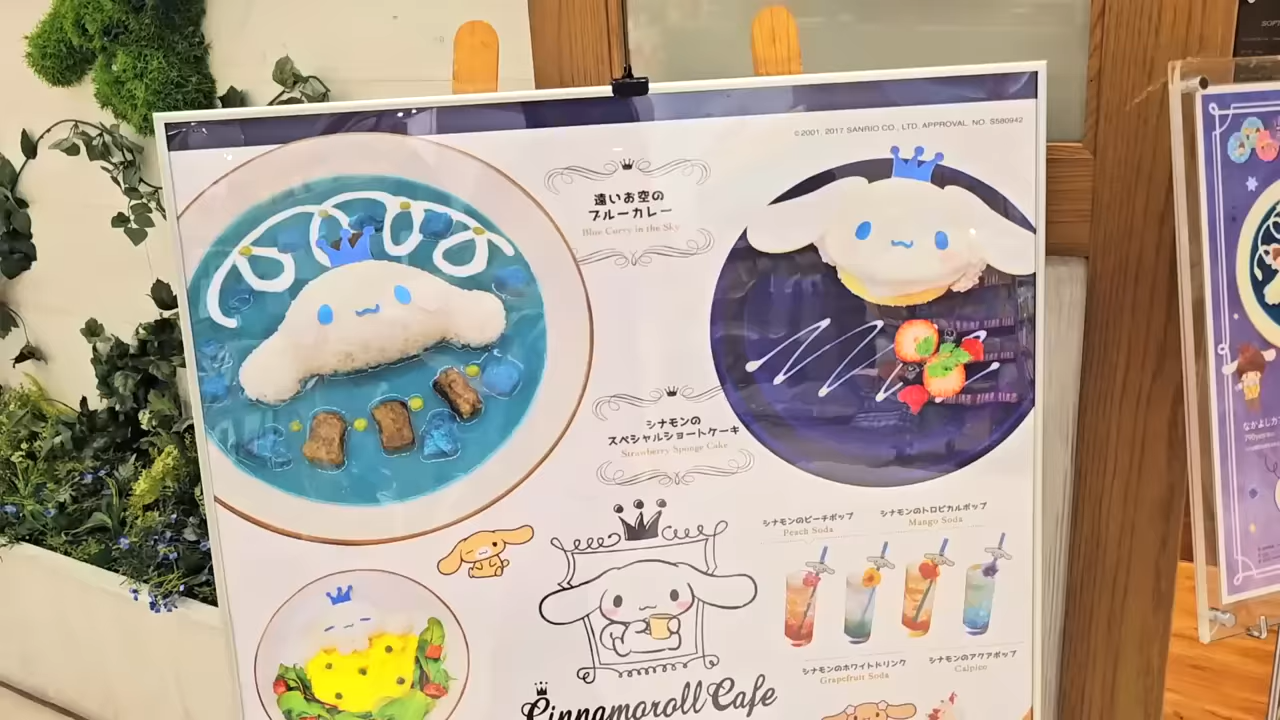 ©2001, 2017 SANRIO CO., LTD. APPROVAL. NO. S580942
遠いお空の
ブルーカレー
Blue Curry in the Sky
シナモンの
スペシャルショートケーキ
Strawberry Sponge Cake
シナモンのピーチポップ
Peach Soda
シナモンのトロピカルポップ
Mango Soda
シナモンのホワイトドリンク
Grapefruit Soda
シナモンのアクアポップ
Calpico
Cinnamoroll Cafe